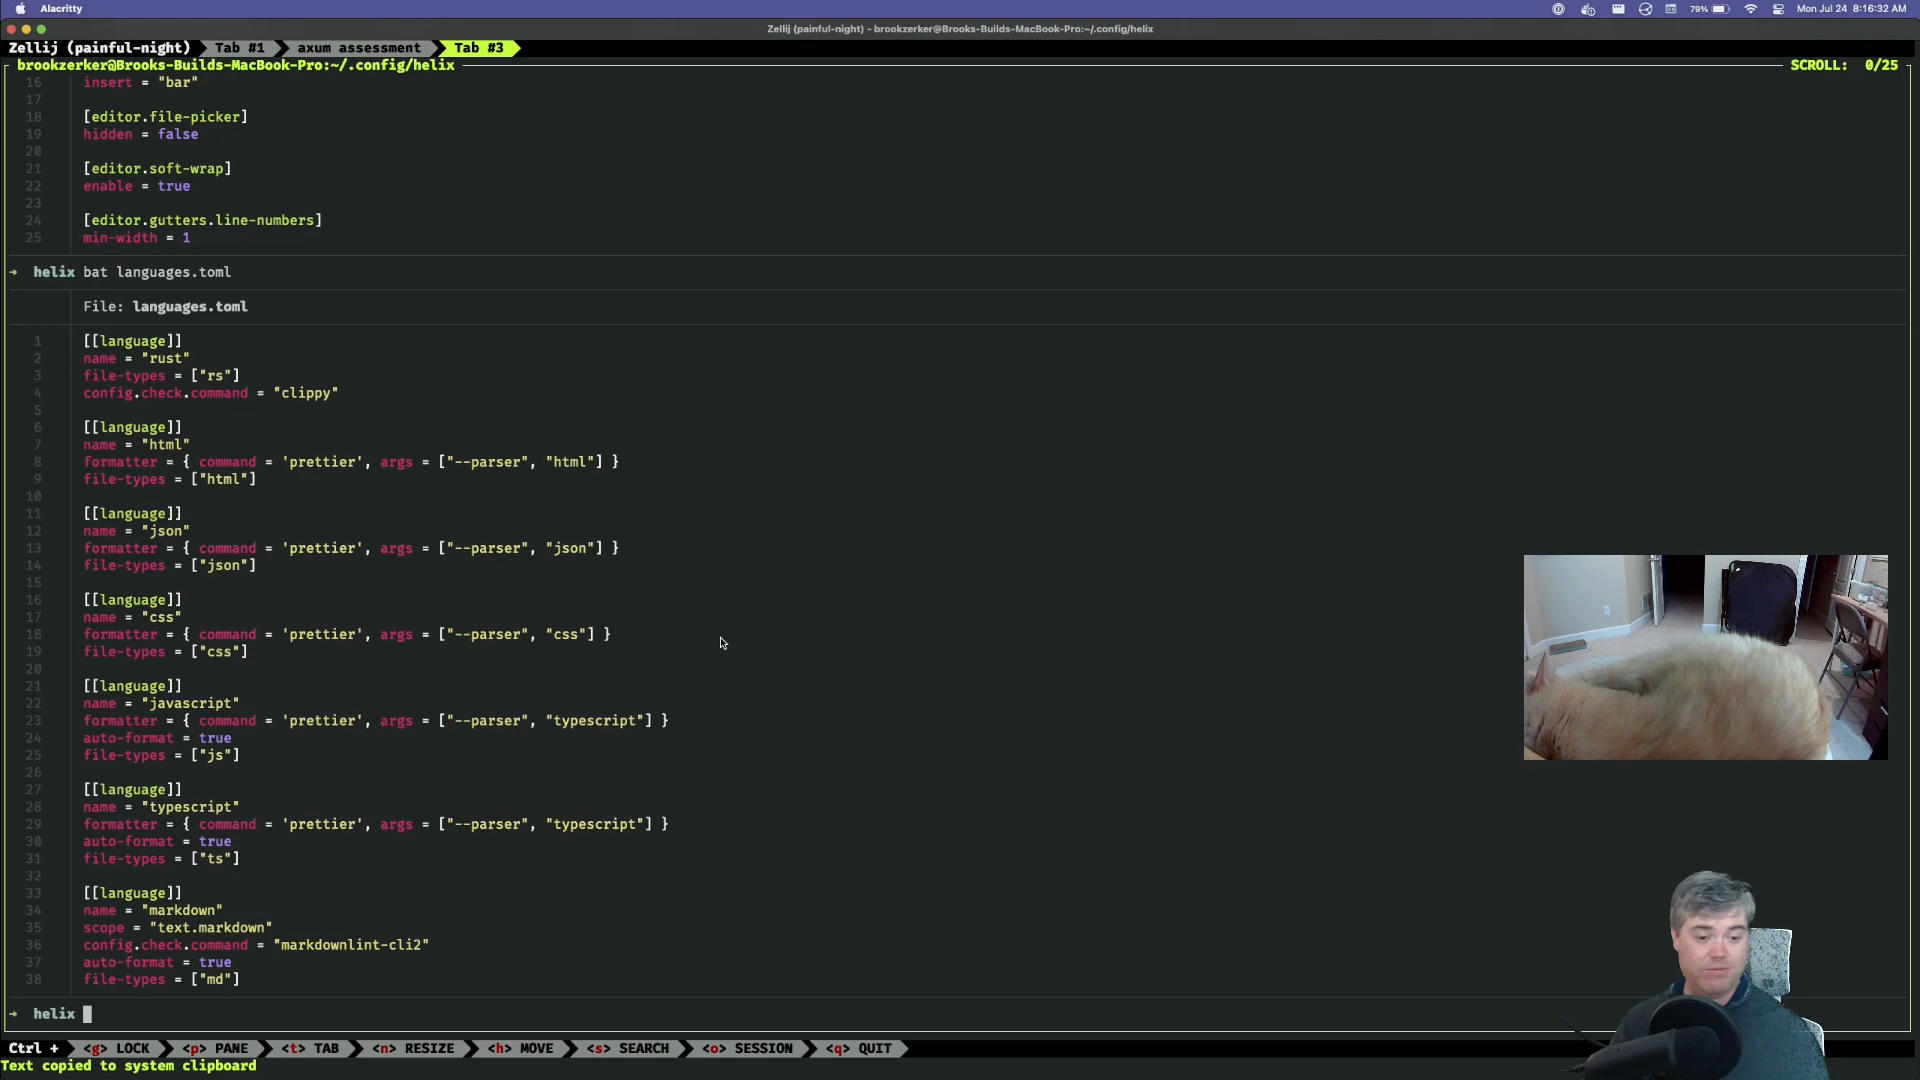 Alacritty
79%
Mon Jul 24 8:16:32 AM
Zellij (painful-night) - brookzerker@Brooks-Builds-MacBook-Pro:~/.config/helix
Zellij (painful-night) Tab #1 axum assessment Tab #3
brookzerker@Brooks-Builds-MacBook-Pro:~/.config/helix SCROLL: 0/25
16 insert = "bar"
17
18 [editor.file-picker]
19 hidden = false
20
21 [editor.soft-wrap]
22 enable = true
23
24 [editor.gutters.line-numbers]
25 min-width = 1
→ helix bat languages.toml
File: languages.toml
1 [[language]]
2 name = "rust"
3 file-types = ["rs"]
4 config.check.command = "clippy"
5
6 [[language]]
7 name = "html"
8 formatter = { command = 'prettier', args = ["--parser", "html"] }
9 file-types = ["html"]
10
11 [[language]]
12 name = "json"
13 formatter = { command = 'prettier', args = ["--parser", "json"] }
14 file-types = ["json"]
15
16 [[language]]
17 name = "css"
18 formatter = { command = 'prettier', args = ["--parser", "css"] }
19 file-types = ["css"]
20
21 [[language]]
22 name = "javascript"
23 formatter = { command = 'prettier', args = ["--parser", "typescript"] }
24 auto-format = true
25 file-types = ["js"]
26
27 [[language]]
28 name = "typescript"
29 formatter = { command = 'prettier', args = ["--parser", "typescript"] }
30 auto-format = true
31 file-types = ["ts"]
32
33 [[language]]
34 name = "markdown"
35 scope = "text.markdown"
36 config.check.command = "markdownlint-cli2"
37 auto-format = true
38 file-types = ["md"]
→ helix
Ctrl + <g> LOCK <p> PANE <t> TAB <n> RESIZE <h> MOVE <s> SEARCH <o> SESSION <q> QUIT
Text copied to system clipboard